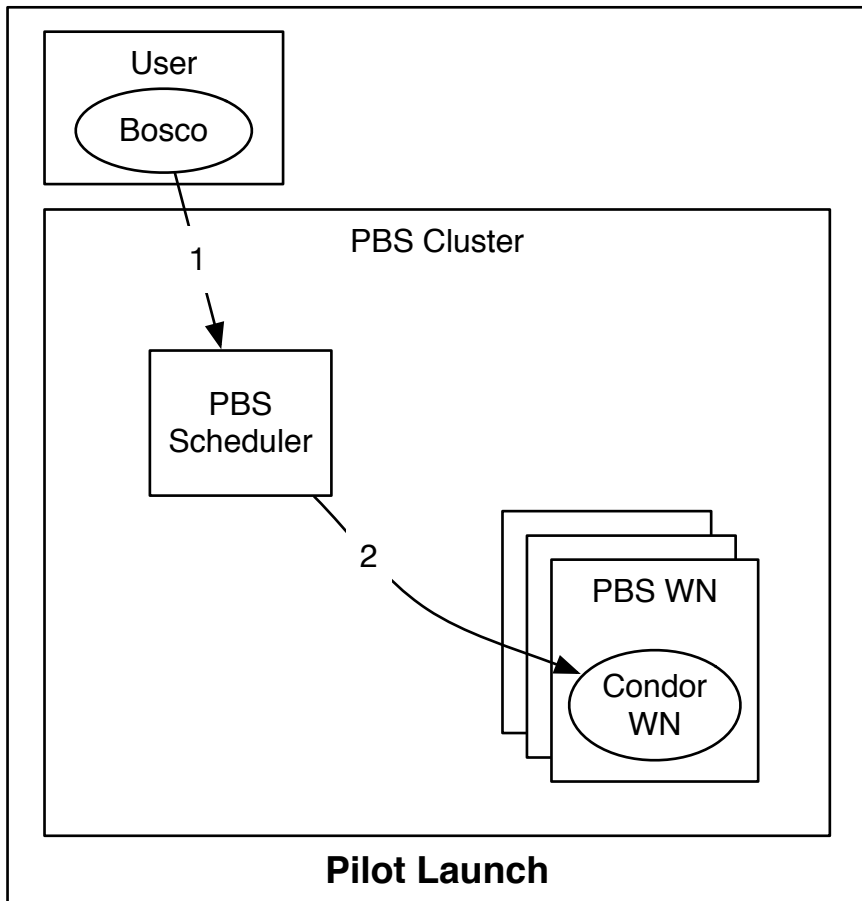 User
Bosco
1
PBS Cluster
PBS
Scheduler
2
PBS WN
Condor
WN
Pilot Launch